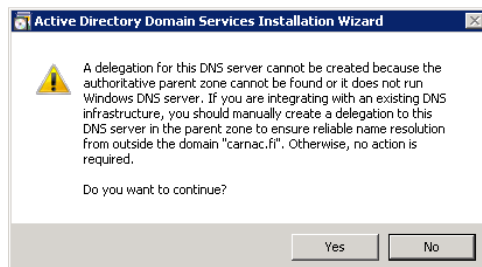 Active Directory Domain Services Installation Wizard
A delegation for this DNS server cannot be created because the
authoritative parent zone cannot be found or it does not run
Windows DNS server. If you are integrating with an existing DNS
infrastructure, you should manually create a delegation to this
DNS server in the parent zone to ensure reliable name resolution
from outside the domain "carnac.fi". Otherwise, no action is
required.
Do you want to continue?
Yes No